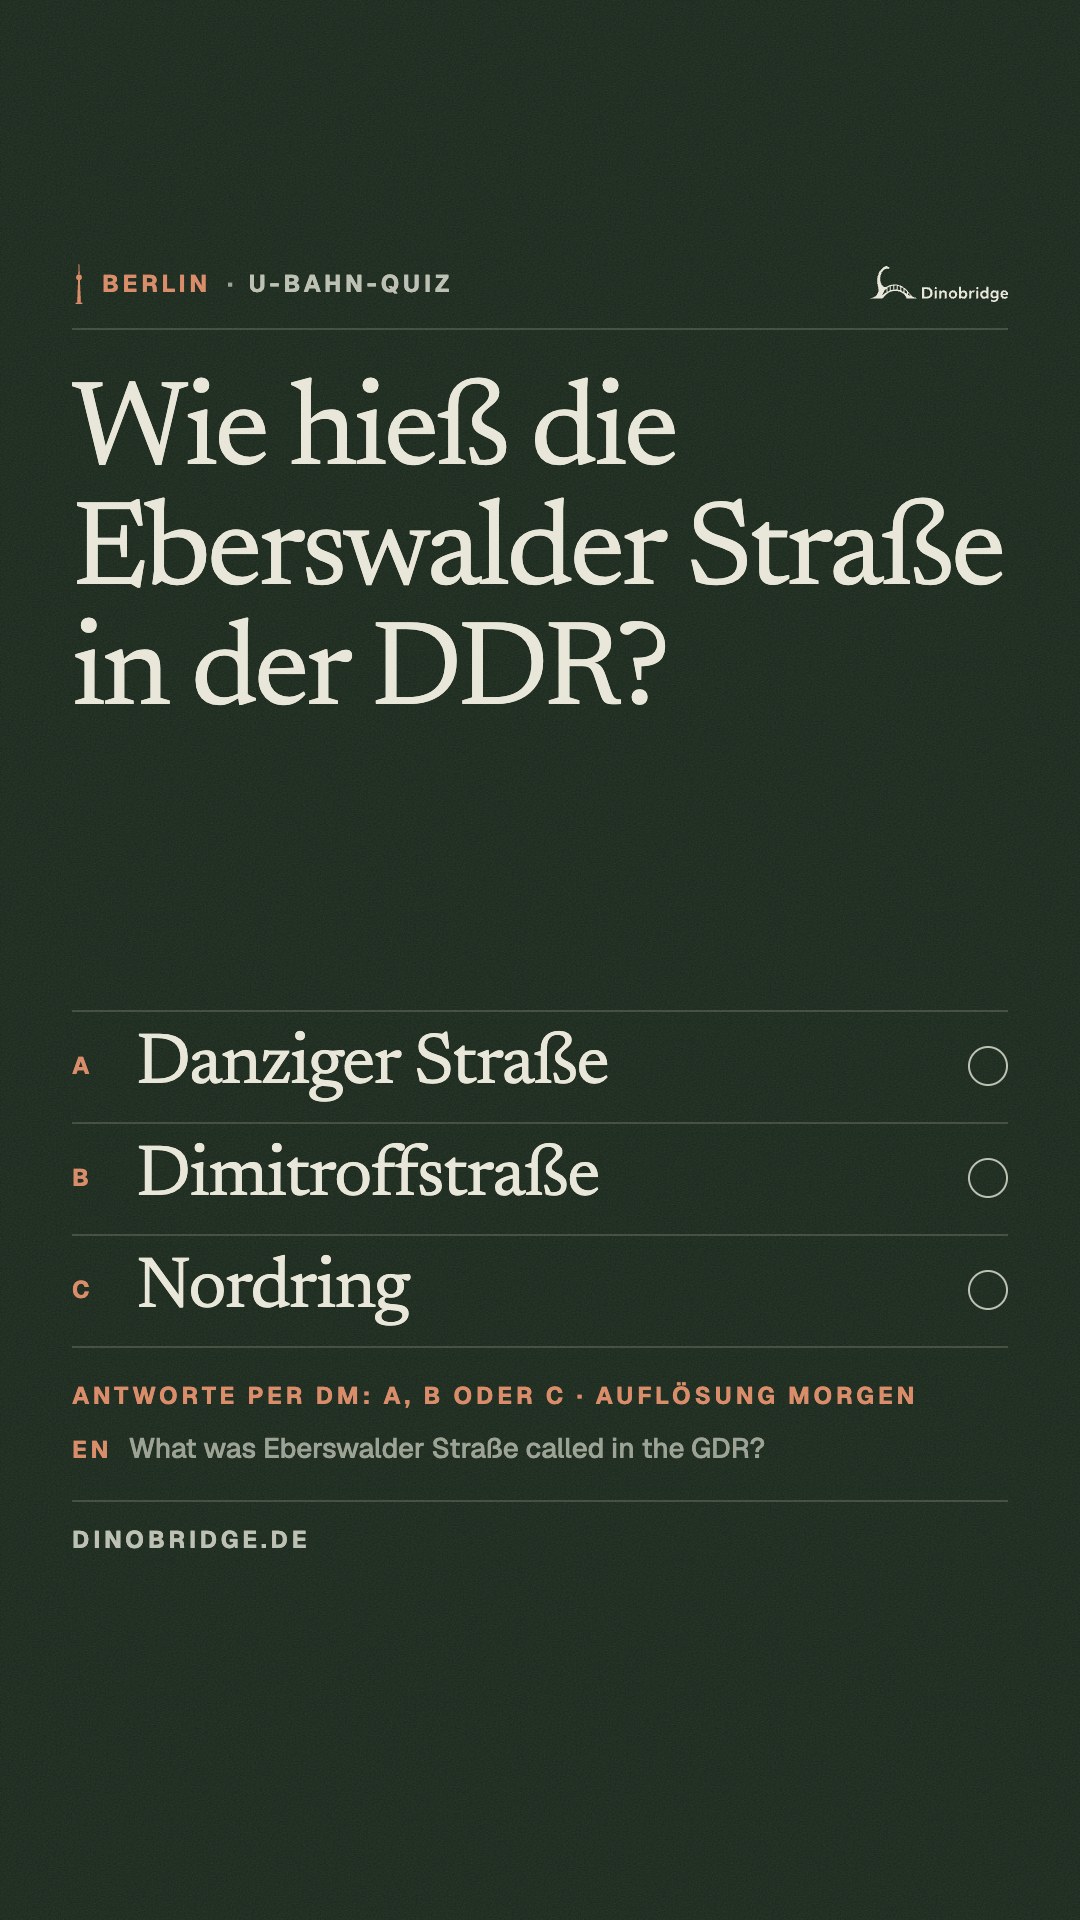 BERLIN · U-BAHN-QUIZ
Dinobridge
Wie hieß die
Eberswalder Straße
in der DDR?
A Danziger Straße
B Dimitroffstraße
C Nordring
ANTWORTE PER DM: A, B ODER C · AUFLÖSUNG MORGEN
EN What was Eberswalder Straße called in the GDR?
DINOBRIDGE.DE